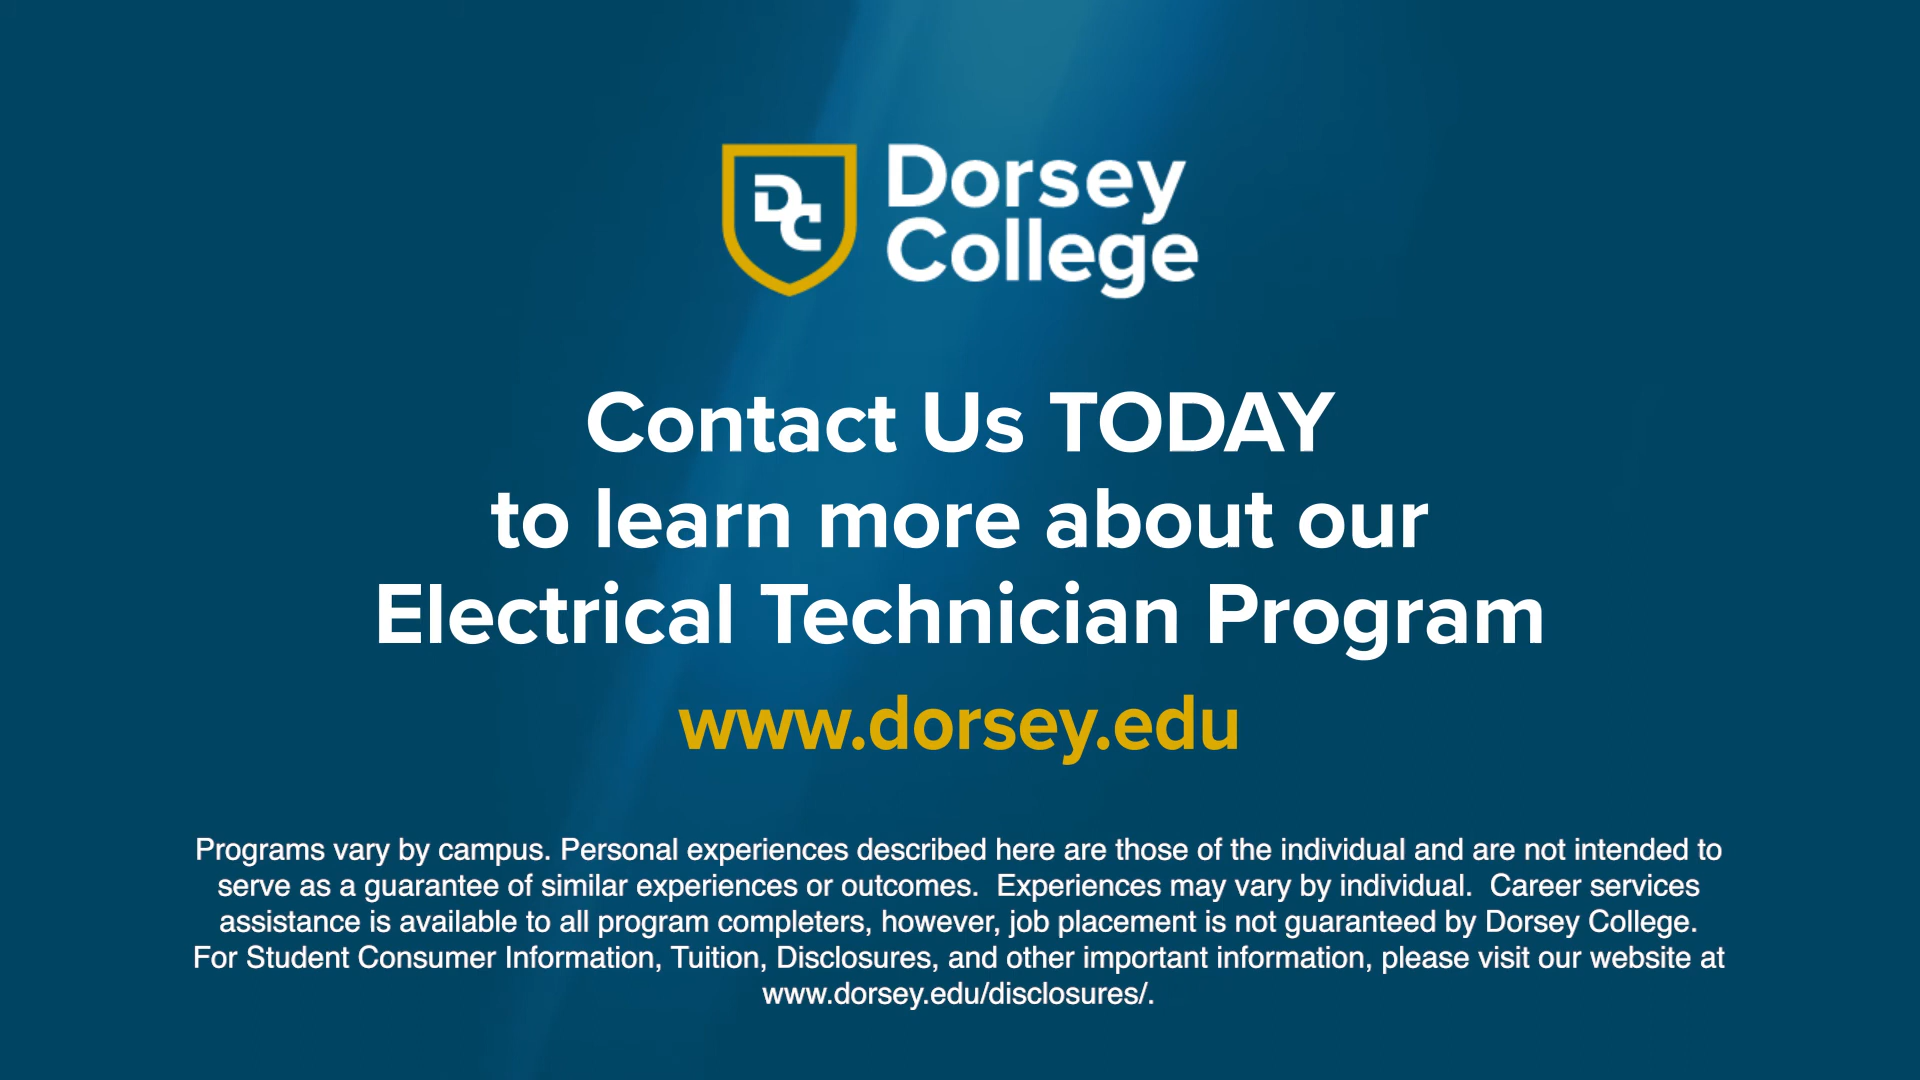 DC
Dorsey
College
Contact Us TODAY
to learn more about our
Electrical Technician Program
www.dorsey.edu
Programs vary by campus. Personal experiences described here are those of the individual and are not intended to
serve as a guarantee of similar experiences or outcomes.  Experiences may vary by individual.  Career services
assistance is available to all program completers, however, job placement is not guaranteed by Dorsey College.
For Student Consumer Information, Tuition, Disclosures, and other important information, please visit our website at
www.dorsey.edu/disclosures/.